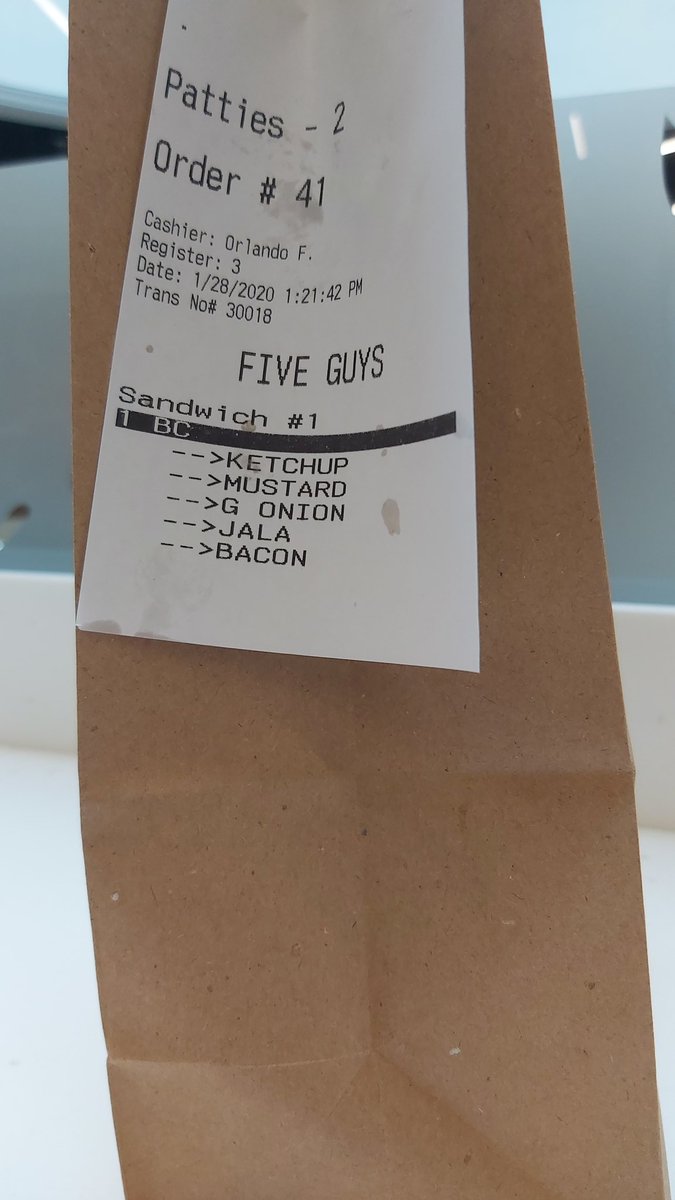 Patties - 2
Order # 41
Cashier: Orlando F.
Register: 3
Date: 1/28/2020 1:21:42 PM
Trans No# 30018
FIVE GUYS
Sandwich #1
1 BC
-->KETCHUP
-->MUSTARD
-->G ONION
-->JALA
-->BACON